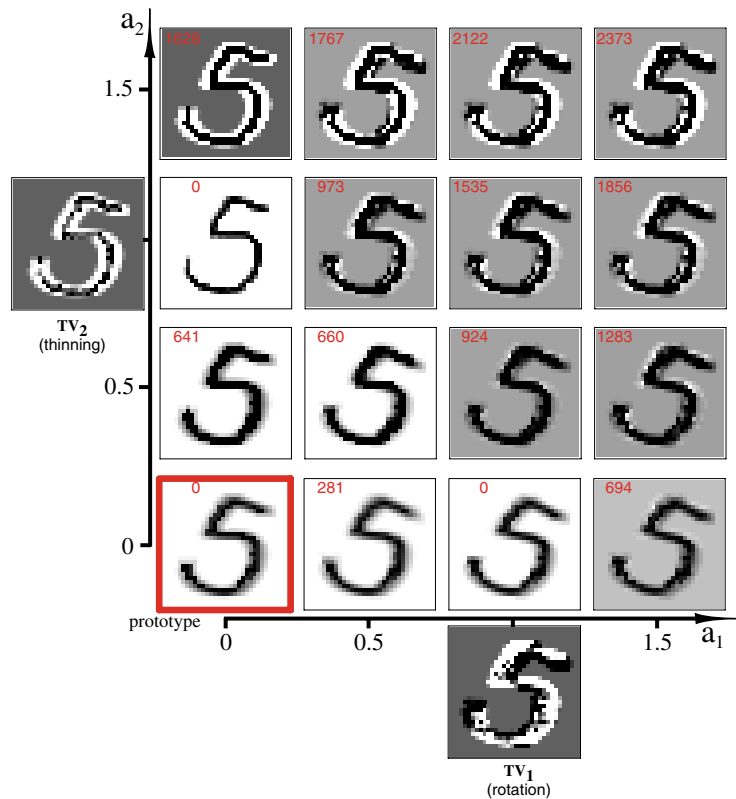 a2
1.5
1628 1767 2122 2373
0 973 1535 1856
TV2
(thinning)
0.5
641 660 924 1283
0
0 281 0 694
prototype
0 0.5 1.5 a1
TV1
(rotation)